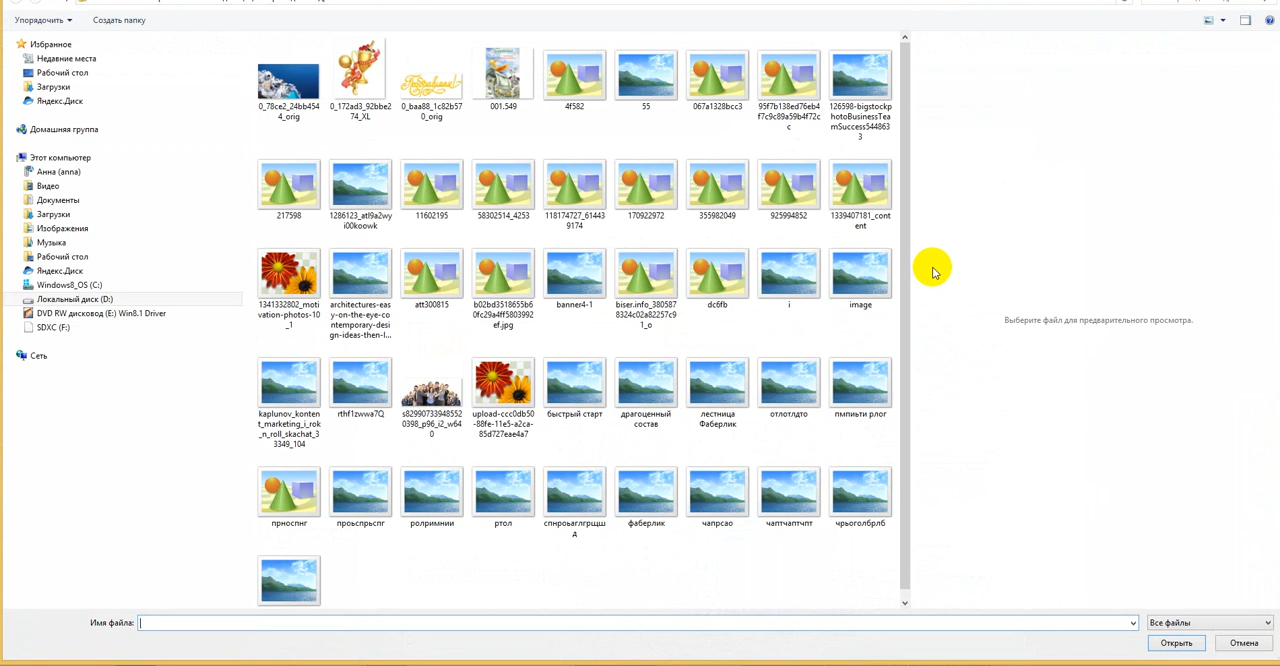 Упорядочить
Создать папку
Избранное
Недавние места
Рабочий стол
Загрузки
Яндекс.Диск
Домашняя группа
Этот компьютер
Анна (anna)
Видео
Документы
Загрузки
Изображения
Музыка
Рабочий стол
Яндекс.Диск
Windows8_OS (C:)
Локальный диск (D:)
DVD RW дисковод (E:) Win8.1 Driver
SDXC (F:)
Сеть
0_78ce2_24bb454
4_orig
0_172ad3_92bbe2
74_XL
0_baa88_1c82b57
0_orig
001.549
4f582
55
067a1328bcc3
95f7b138ed76eb4
f7c9c89a59b4f72c
c
126598-bigstockp
hotoBusinessTea
mSuccess544863
3
217598
1286123_atl9a2wy
i00koowk
11602195
58302514_4253
118174727_61443
9174
170922972
355982049
925994852
1339407181_cont
ent
1341332802_moti
vation-photos-10
_1
architectures-eas
y-on-the-eye-co
ntemporary-desi
gn-ideas-then-l...
att300815
b02bd3518655b6
0fc29a4ff5803992
ef.jpg
banner4-1
biser.info_380587
8324c02a82257c9
1_o
dc6fb
i
image
kaplunov_konten
t_marketing_i_rok
_n_roll_skachat_3
3349_104
rthf1zwwa7Q
s82990733948552
0398_p96_i2_w64
0
upload-ccc0db50
-88fe-11e5-a2ca-
85d727eae4a7
быстрый старт
драгоценный
состав
лестница
Фаберлик
отлотлдто
пмпиьти рлог
прноспнг
проьспрьспг
ролримнии
ртол
спнроьаглгрщш
д
фаберлик
чапрсао
чаптчаптчпт
чрьоголбрлб
Выберите файл для предварительного просмотра.
Имя файла:
Все файлы
Открыть
Отмена